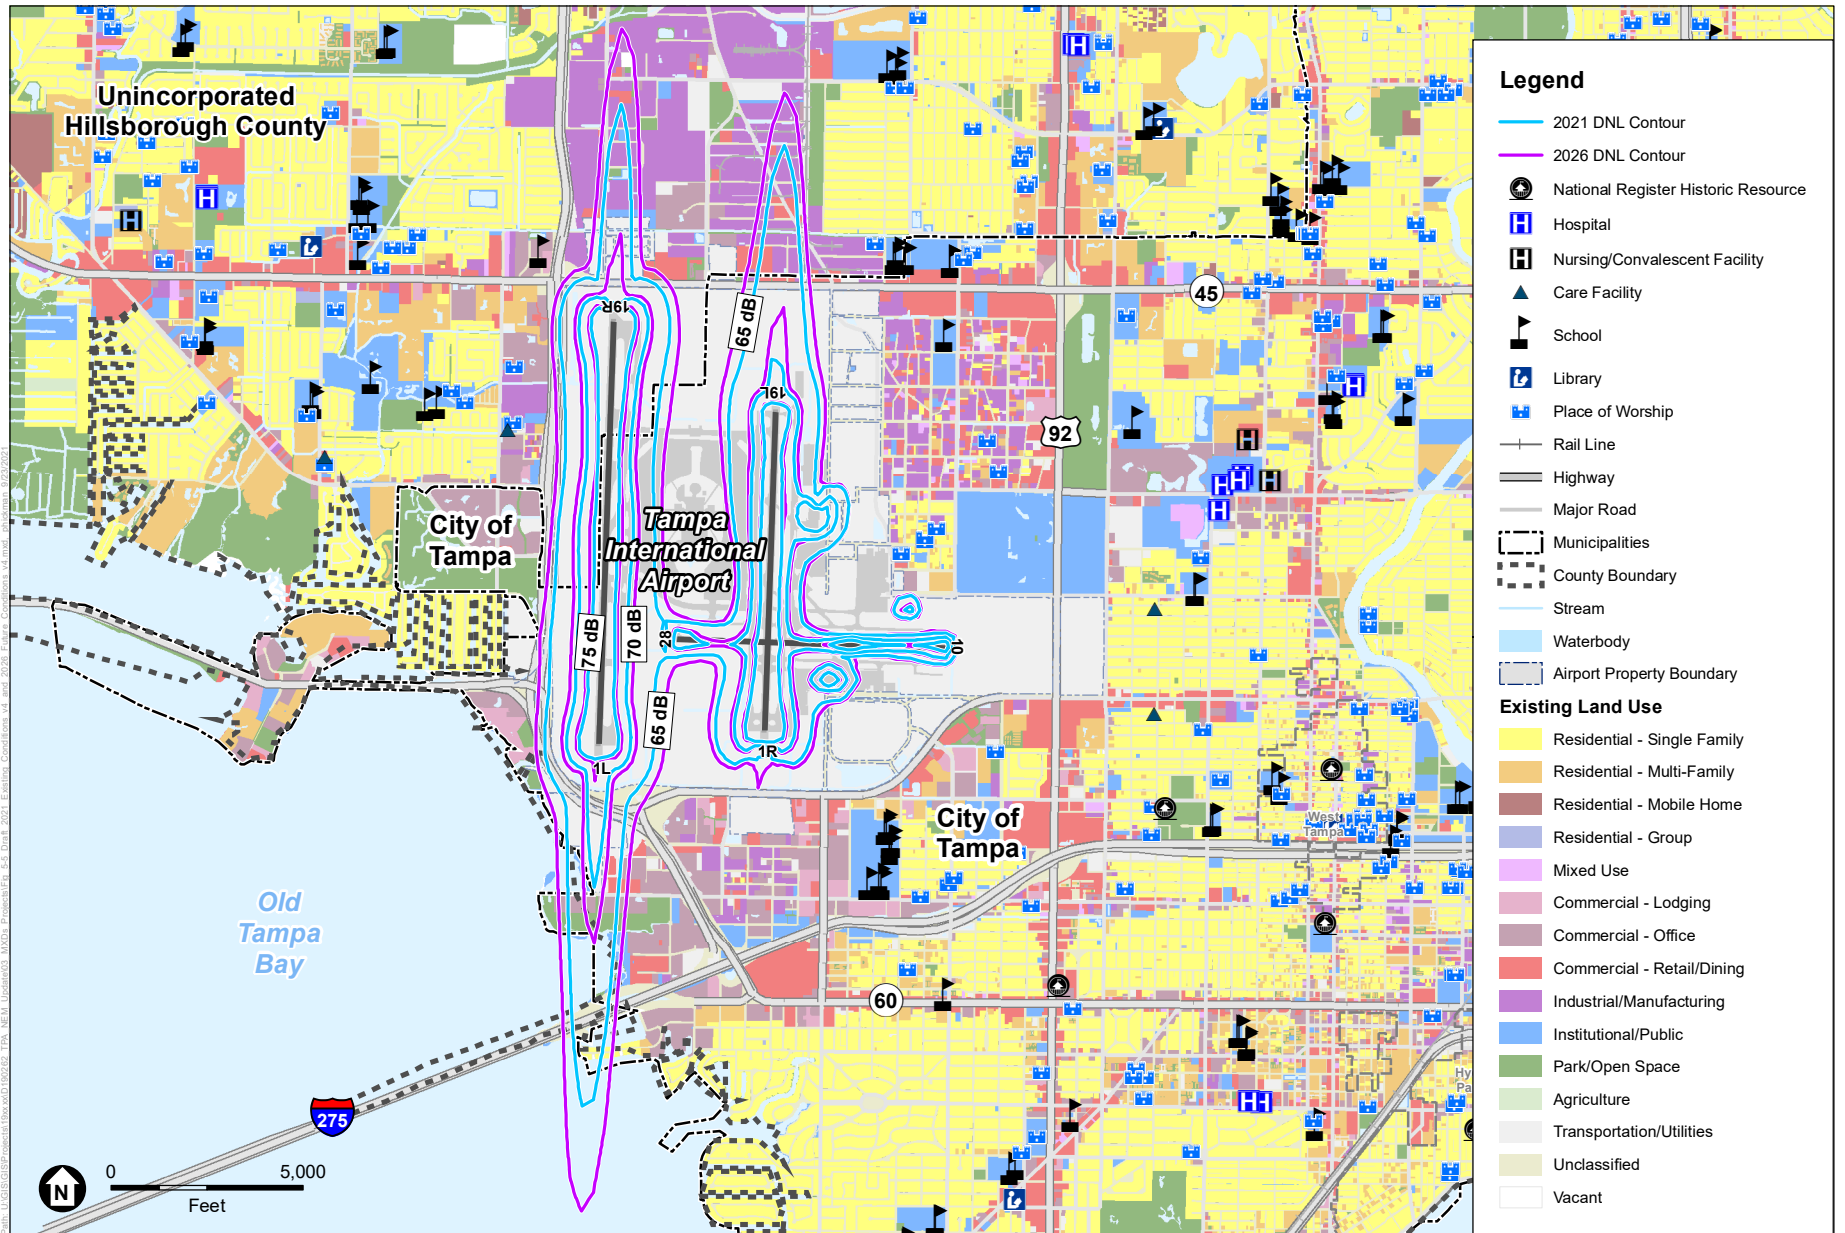 Unincorporated
Hillsborough County
19R
65 dB
19L
45
92
City of
Tampa
Tampa
International
Airport
75 dB
70 dB
28
10
65 dB
1L
1R
City of
Tampa
West
Tampa
Old
Tampa
Bay
60
275
Hy
Pa
N
0
5,000
Feet
Legend
2021 DNL Contour
2026 DNL Contour
National Register Historic Resource
Hospital
Nursing/Convalescent Facility
Care Facility
School
Library
Place of Worship
Rail Line
Highway
Major Road
Municipalities
County Boundary
Stream
Waterbody
Airport Property Boundary
Existing Land Use
Residential - Single Family
Residential - Multi-Family
Residential - Mobile Home
Residential - Group
Mixed Use
Commercial - Lodging
Commercial - Office
Commercial - Retail/Dining
Industrial/Manufacturing
Institutional/Public
Park/Open Space
Agriculture
Transportation/Utilities
Unclassified
Vacant